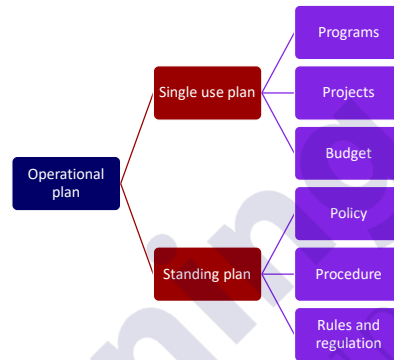 Programs
Single use plan
Projects
Budget
Operational
plan
Policy
Standing plan
Procedure
Rules and
regulation